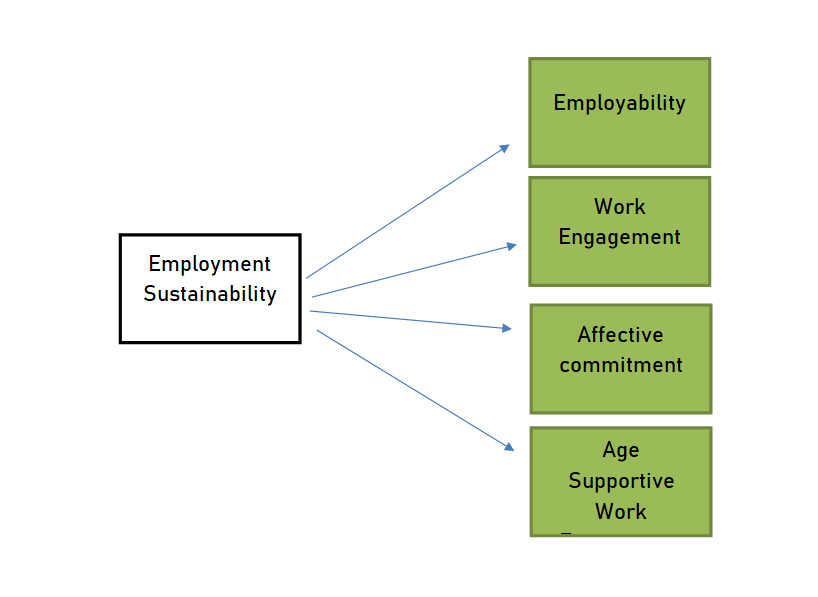 Employability
Work
Engagement
Employment
Sustainability
Affective
commitment
Age
Supportive
Work